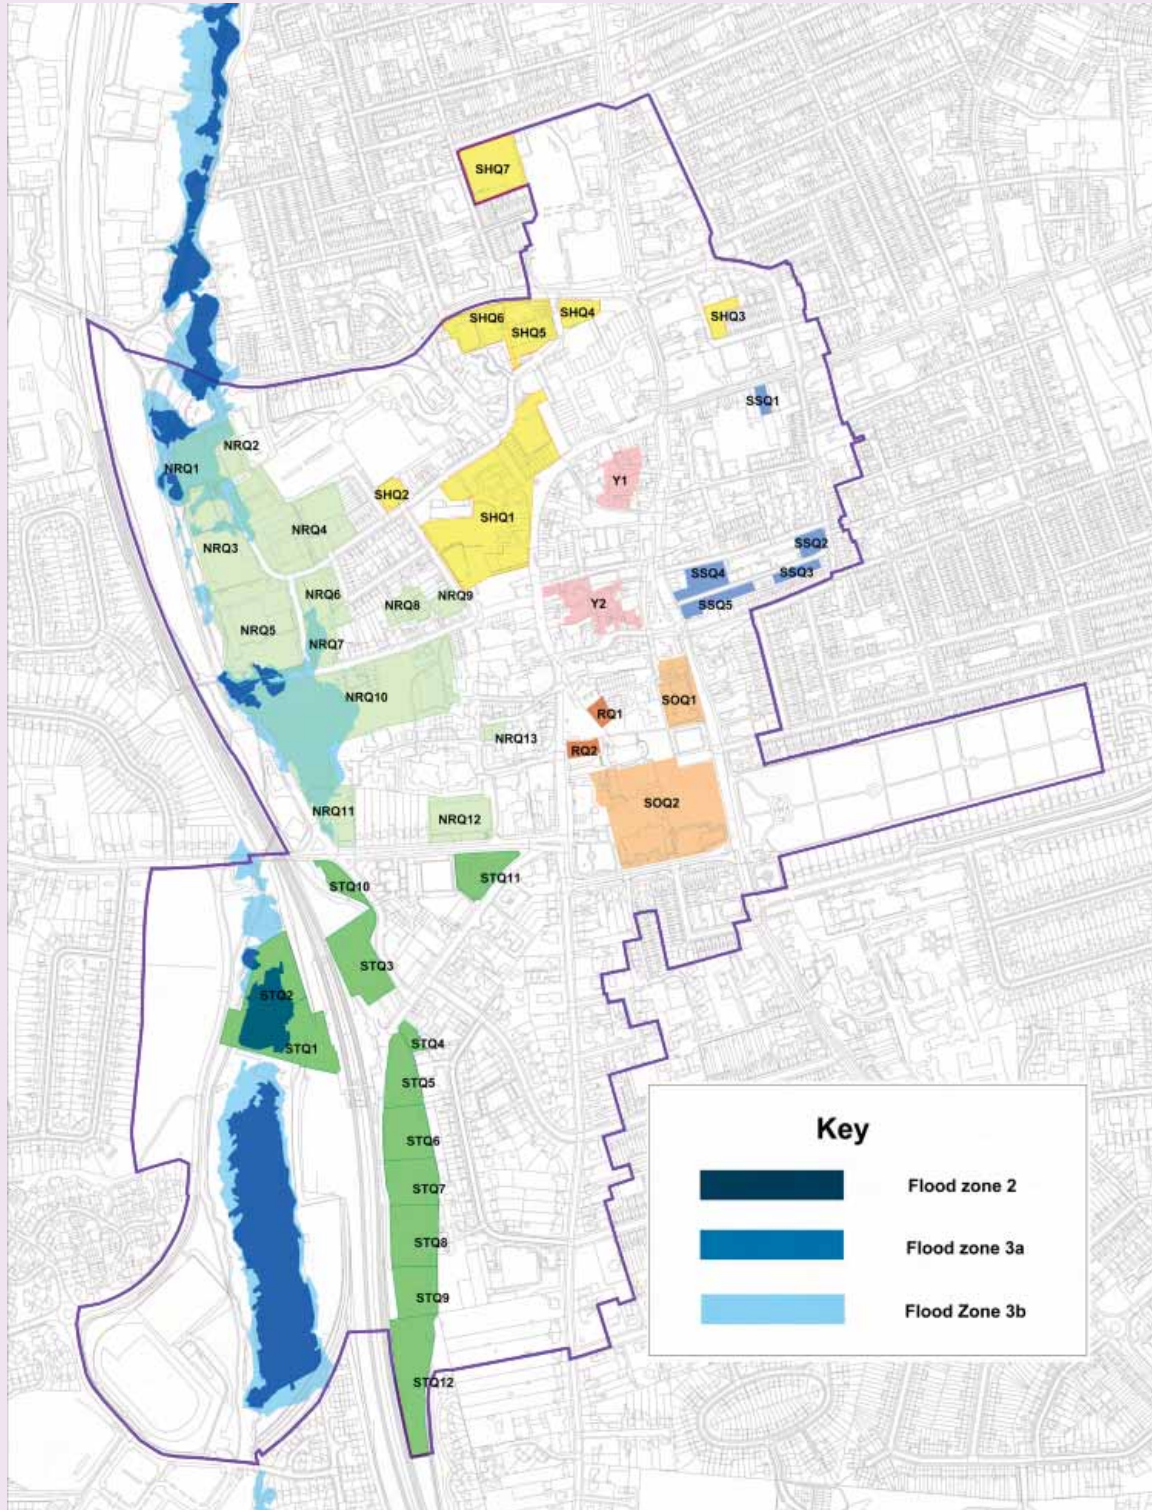 SHQ7
SHQ6
SHQ5
SHQ4
SHQ3
SSQ1
NRQ2
NRQ1
SHQ2
SHQ1
Y1
NRQ4
NRQ3
SSQ2
SSQ4
SSQ3
SSQ5
NRQ6
NRQ8
NRQ9
Y2
NRQ5
NRQ7
NRQ10
SOQ1
RQ1
NRQ13
RQ2
SOQ2
NRQ11
NRQ12
STQ10
STQ11
STQ3
STQ2
STQ1
STQ4
STQ5
STQ6
STQ7
STQ8
STQ9
STQ12
Key
Flood zone 2
Flood zone 3a
Flood Zone 3b